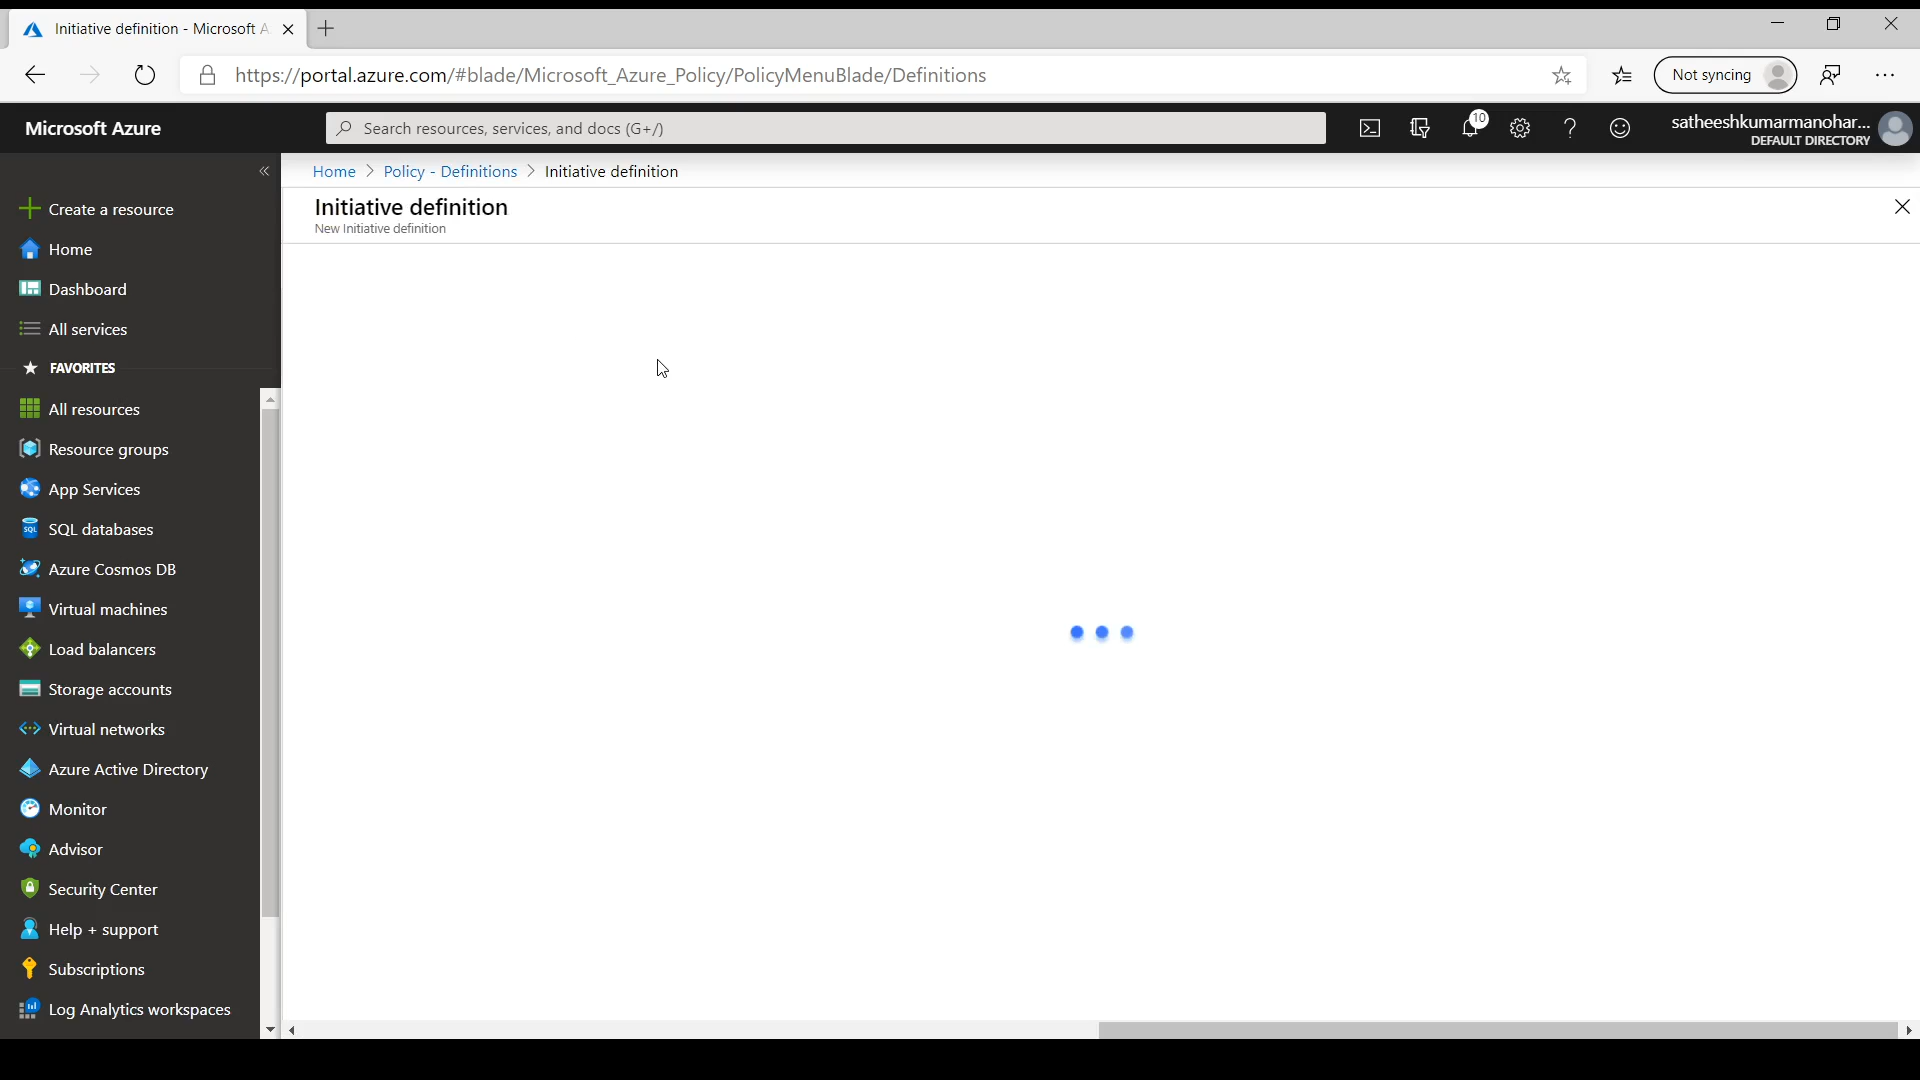 Initiative definition - Microsoft A
https://portal.azure.com/#blade/Microsoft_Azure_Policy/PolicyMenuBlade/Definitions
Not syncing
Microsoft Azure
Search resources, services, and docs (G+/)
10
satheeshkumarmanohar...
DEFAULT DIRECTORY
Home > Policy - Definitions > Initiative definition
Initiative definition
New Initiative definition
Create a resource
Home
Dashboard
All services
FAVORITES
All resources
Resource groups
App Services
SQL databases
Azure Cosmos DB
Virtual machines
Load balancers
Storage accounts
Virtual networks
Azure Active Directory
Monitor
Advisor
Security Center
Help + support
Subscriptions
Log Analytics workspaces